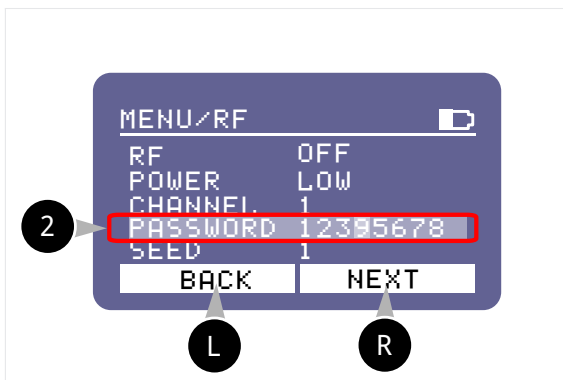 MENU/RF
RF OFF
POWER LOW
CHANNEL 1
2 PASSWORD 12395678
SEED 1
BACK NEXT
L R